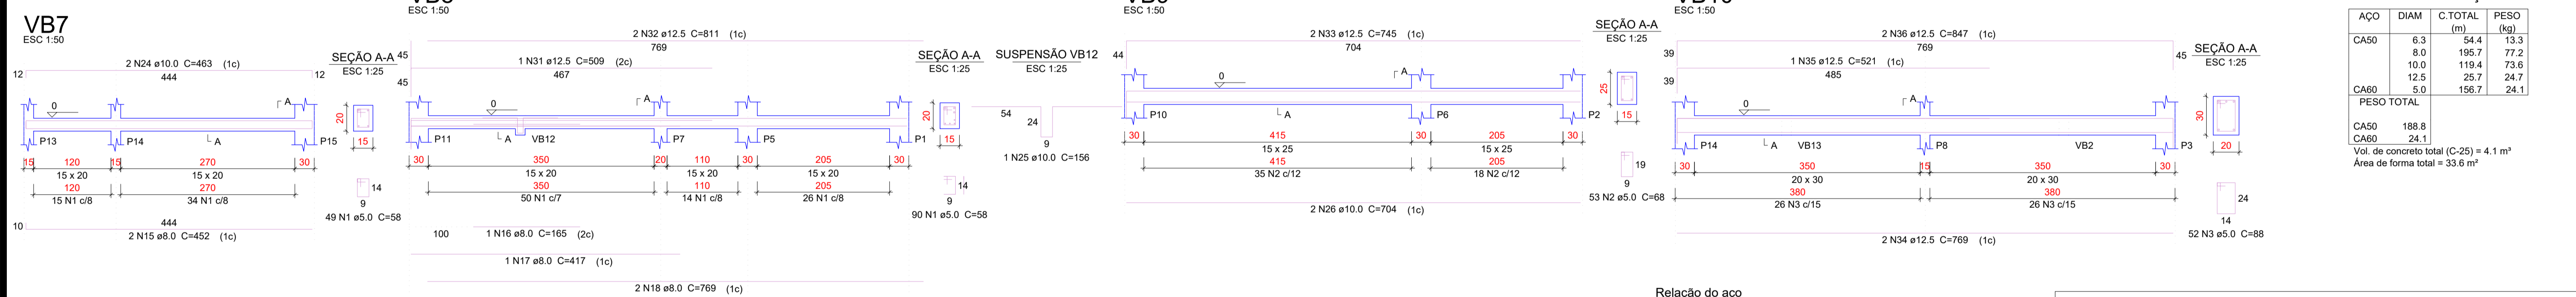 VB7
ESC 1:50
2 N24 ø10.0 C=463 (1c)
12
444
12
SEÇÃO A-A
ESC 1:25
0
A
20
P13
P14
A
P15
15
15
120
15
270
30
15 x 20
15 x 20
120
270
15 N1 c/8
34 N1 c/8
14
9
49 N1 ø5.0 C=58
444
10
2 N15 ø8.0 C=452 (1c)
ESC 1:50
2 N32 ø12.5 C=811 (1c)
45
769
1 N31 ø12.5 C=509 (2c)
45
467
SEÇÃO A-A
ESC 1:25
0
A
20
P11
A
VB12
P7
P5
P1
15
30
350
20
110
30
205
30
15 x 20
15 x 20
15 x 20
350
110
205
50 N1 c/7
14 N1 c/8
26 N1 c/8
14
9
90 N1 ø5.0 C=58
100
1 N16 ø8.0 C=165 (2c)
1 N17 ø8.0 C=417 (1c)
2 N18 ø8.0 C=769 (1c)
SUSPENSÃO VB12
ESC 1:25
54
24
9
1 N25 ø10.0 C=156
ESC 1:50
2 N33 ø12.5 C=745 (1c)
44
704
SEÇÃO A-A
ESC 1:25
0
A
25
P10
A
P6
P2
15
30
415
30
205
30
15 x 25
15 x 25
415
205
35 N2 c/12
18 N2 c/12
19
9
53 N2 ø5.0 C=68
2 N26 ø10.0 C=704 (1c)
ESC 1:50
2 N36 ø12.5 C=847 (1c)
39
769
45
1 N35 ø12.5 C=521 (1c)
39
485
SEÇÃO A-A
ESC 1:25
0
A
30
P14
A
VB13
P8
VB2
P3
20
30
350
15
350
30
20 x 30
20 x 30
380
380
26 N3 c/15
26 N3 c/15
24
14
52 N3 ø5.0 C=88
2 N34 ø12.5 C=769 (1c)
AÇO DIAM C.TOTAL PESO
(m) (kg)
CA50 6.3 54.4 13.3
8.0 195.7 77.2
10.0 119.4 73.6
12.5 25.7 24.7
CA60 5.0 156.7 24.1
PESO TOTAL
CA50 188.8
CA60 24.1
Vol. de concreto total (C-25) = 4.1 m³
Área de forma total = 33.6 m²
Relação do aço